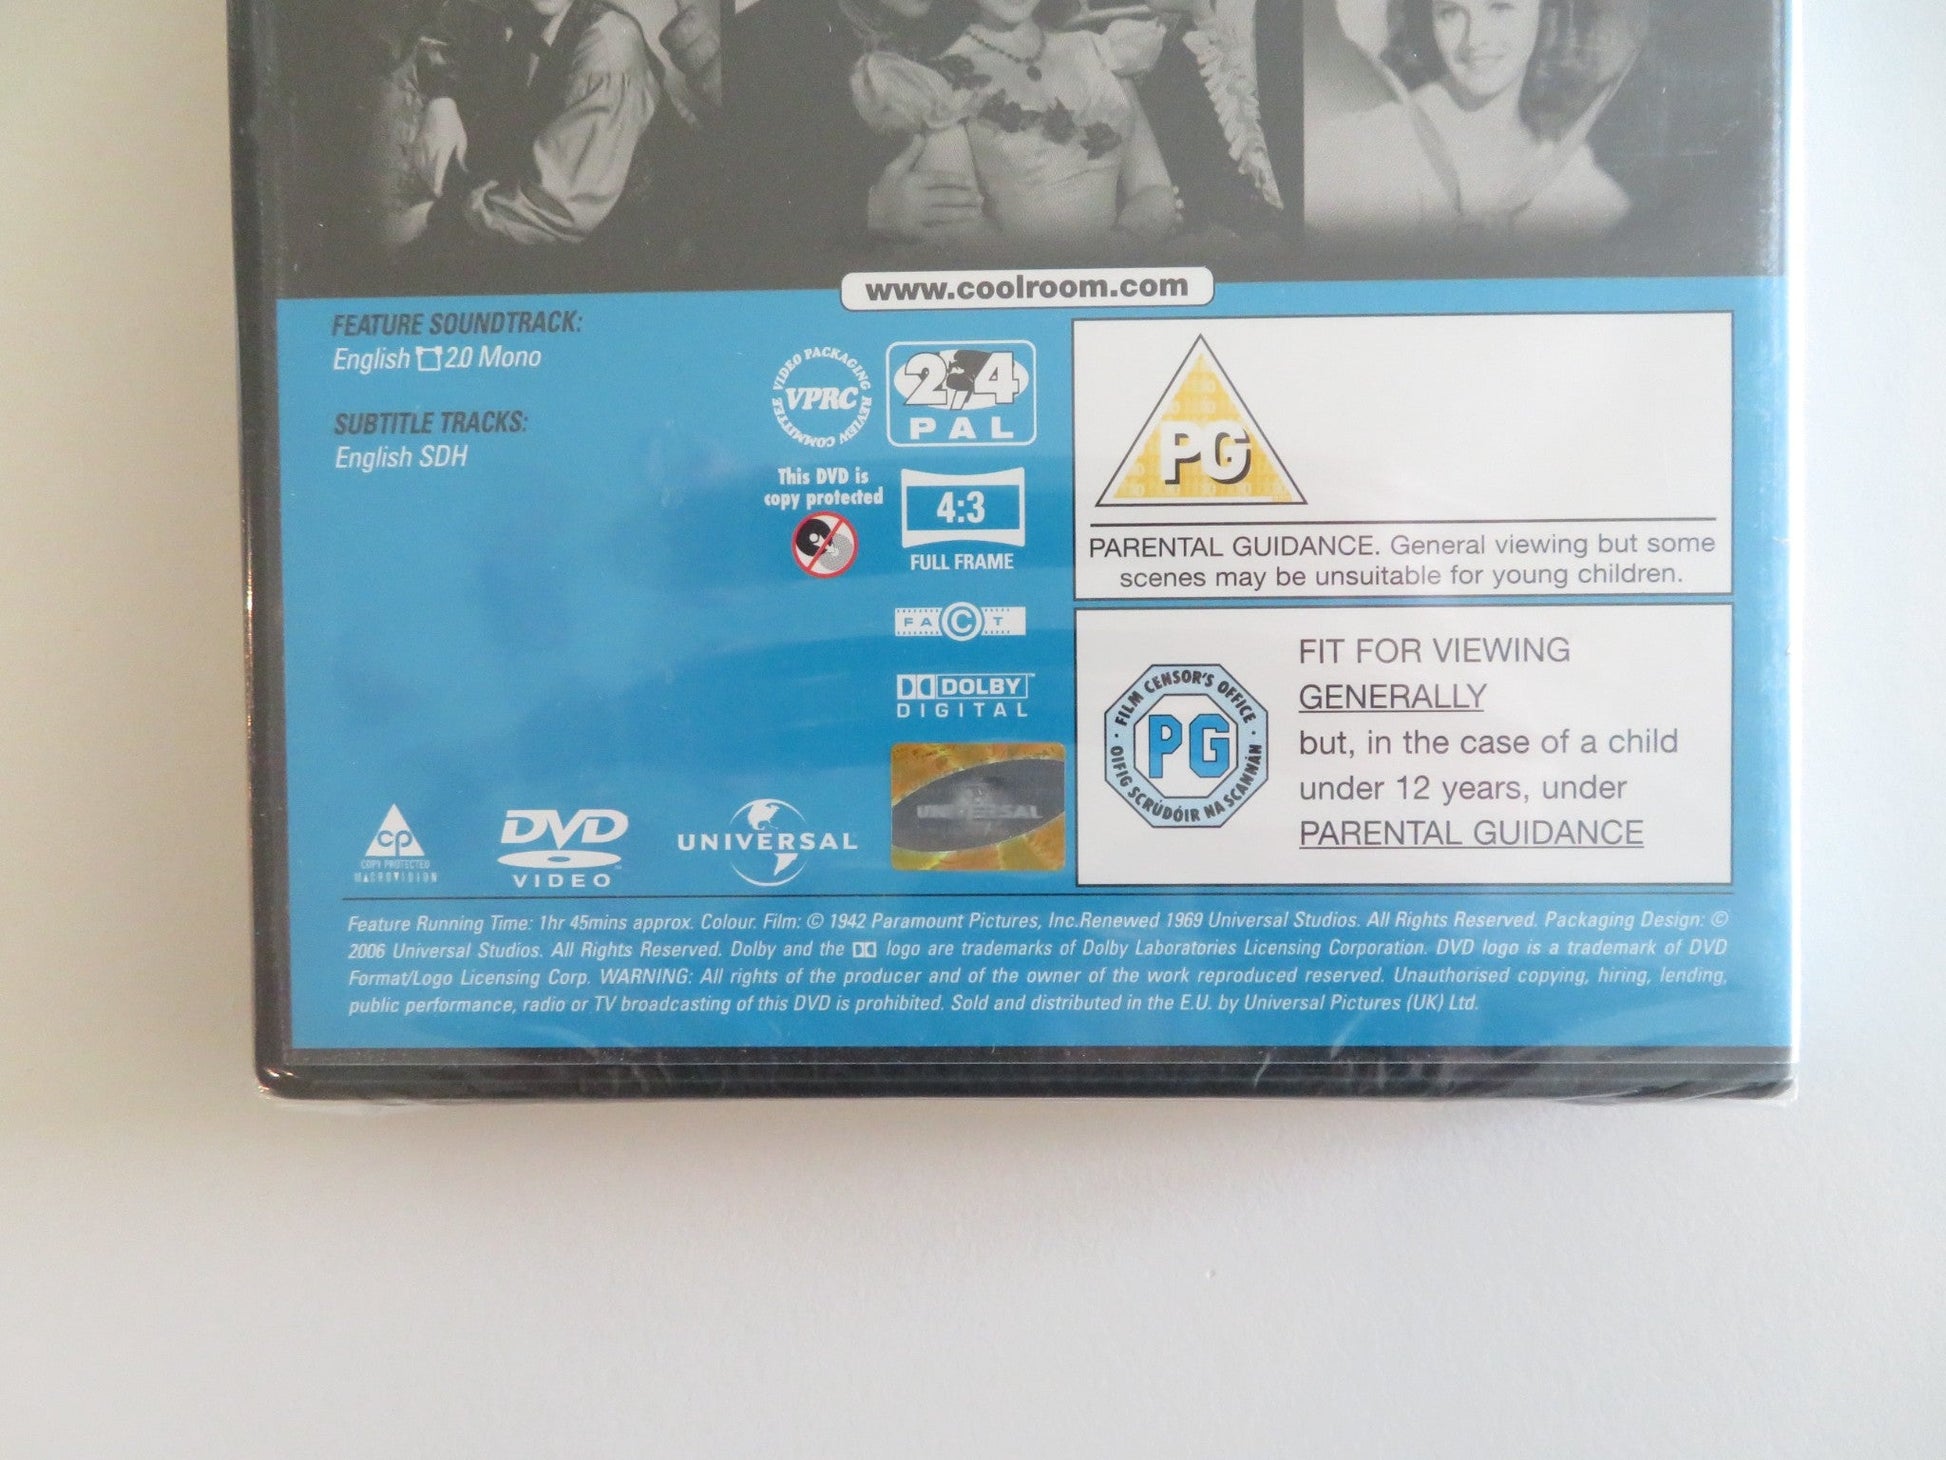 www.coolroom.com
FEATURE SOUNDTRACK:
English 2.0 Mono
SUBTITLE TRACKS:
English SDH
VIDEO PACKAGING REVIEW COMMITTEE
VPRC
2 4
PAL
This DVD is
copy protected
4:3
FULL FRAME
FACT
DOLBY
DIGITAL
UNIVERSAL
cp
COPY PROTECTED
MACROVISION
DVD
VIDEO
UNIVERSAL
PG
PARENTAL GUIDANCE. General viewing but some
scenes may be unsuitable for young children.
FILM CENSOR'S OFFICE
PG
OIFIG SCRÚDÓIR NA SCANNÁN
FIT FOR VIEWING
GENERALLY
but, in the case of a child
under 12 years, under
PARENTAL GUIDANCE
Feature Running Time: 1hr 45mins approx. Colour. Film: © 1942 Paramount Pictures, Inc.Renewed 1969 Universal Studios. All Rights Reserved. Packaging Design: ©
2006 Universal Studios. All Rights Reserved. Dolby and the DD logo are trademarks of Dolby Laboratories Licensing Corporation. DVD logo is a trademark of DVD
Format/Logo Licensing Corp. WARNING: All rights of the producer and of the owner of the work reproduced reserved. Unauthorised copying, hiring, lending,
public performance, radio or TV broadcasting of this DVD is prohibited. Sold and distributed in the E.U. by Universal Pictures (UK) Ltd.